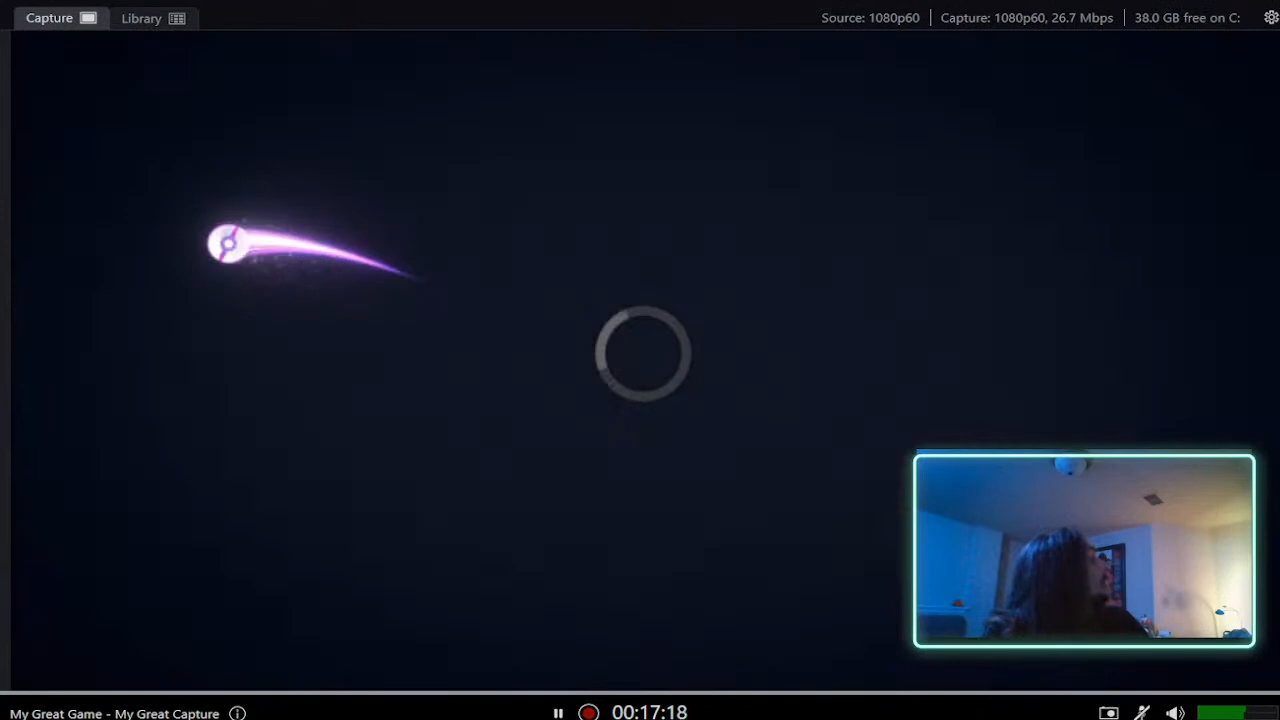 Capture
Library
Source: 1080p60
Capture: 1080p60, 26.7 Mbps
38.0 GB free on C:
My Great Game - My Great Capture
00:17:18